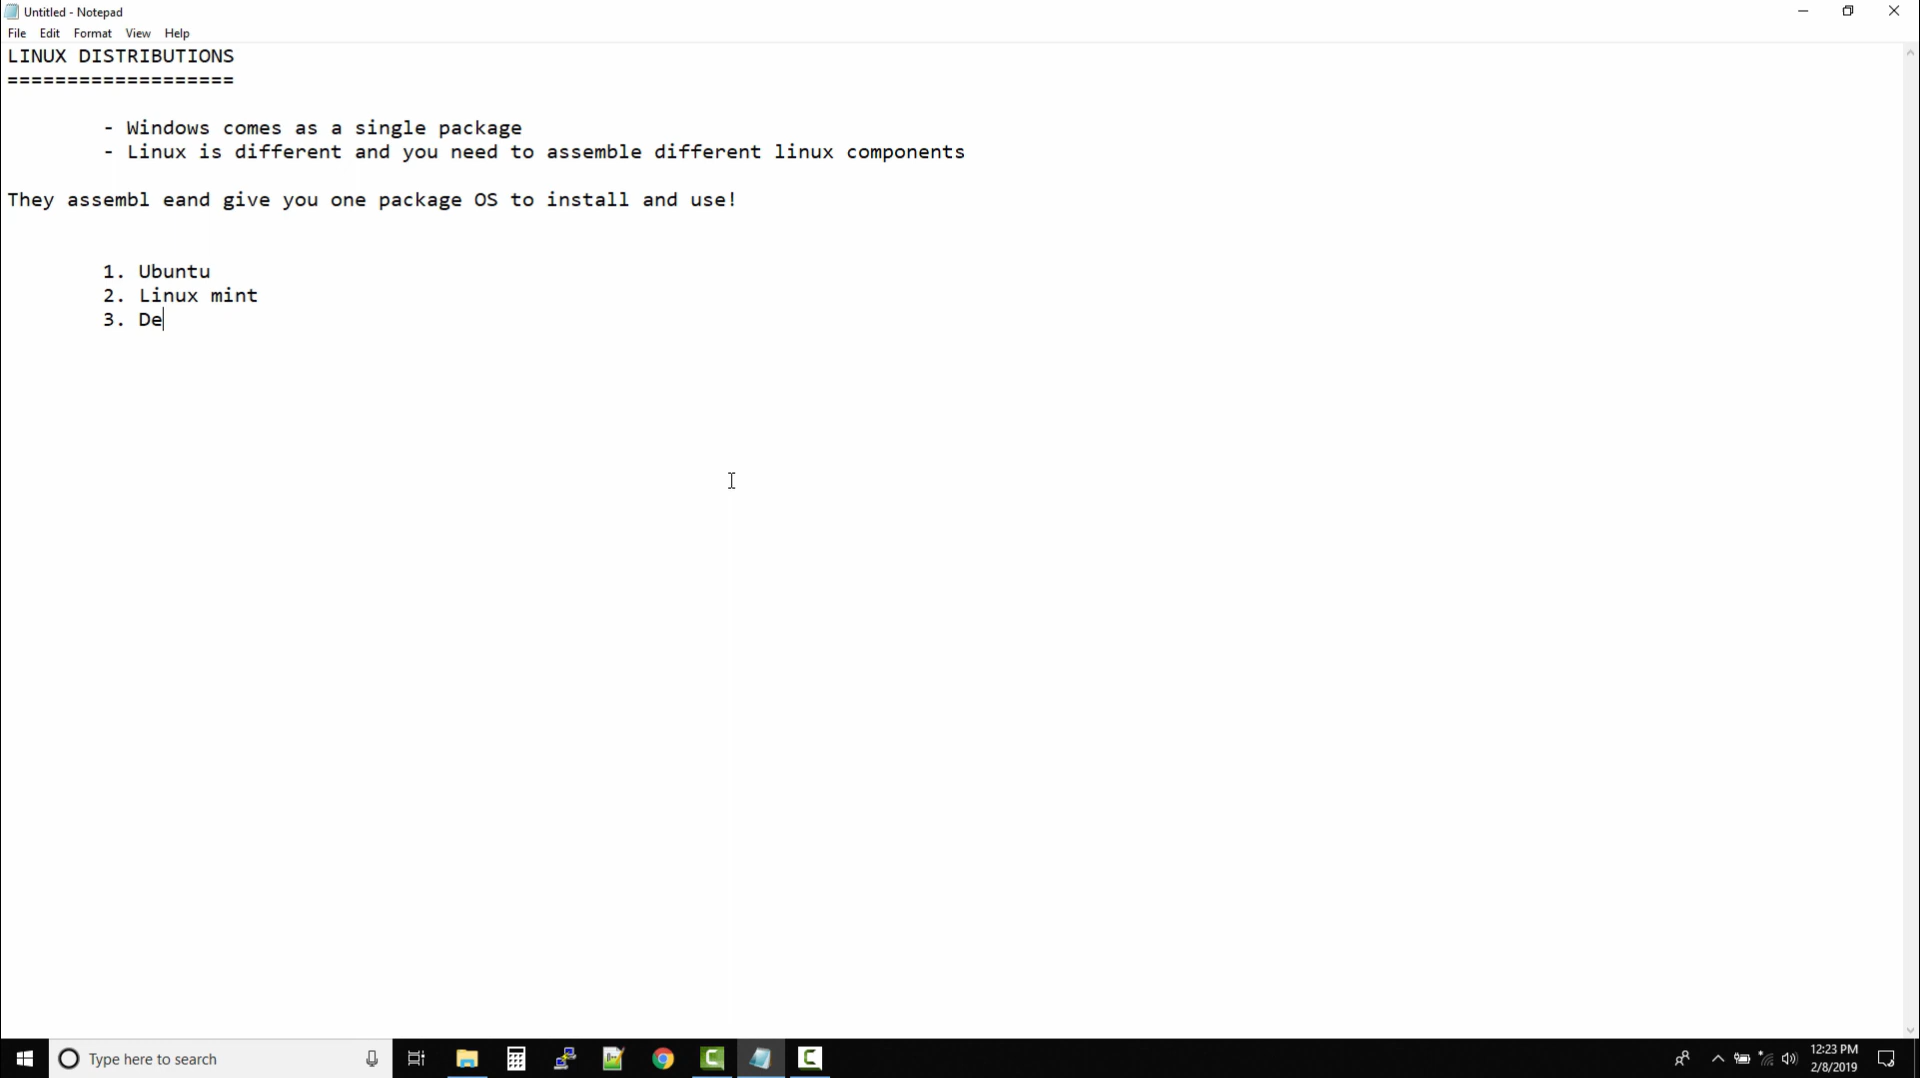 Untitled - Notepad
File Edit Format View Help
LINUX DISTRIBUTIONS
===================
- Windows comes as a single package
- Linux is different and you need to assemble different linux components
They assembl eand give you one package OS to install and use!
1. Ubuntu
2. Linux mint
3. De
Type here to search
12:23 PM
2/8/2019